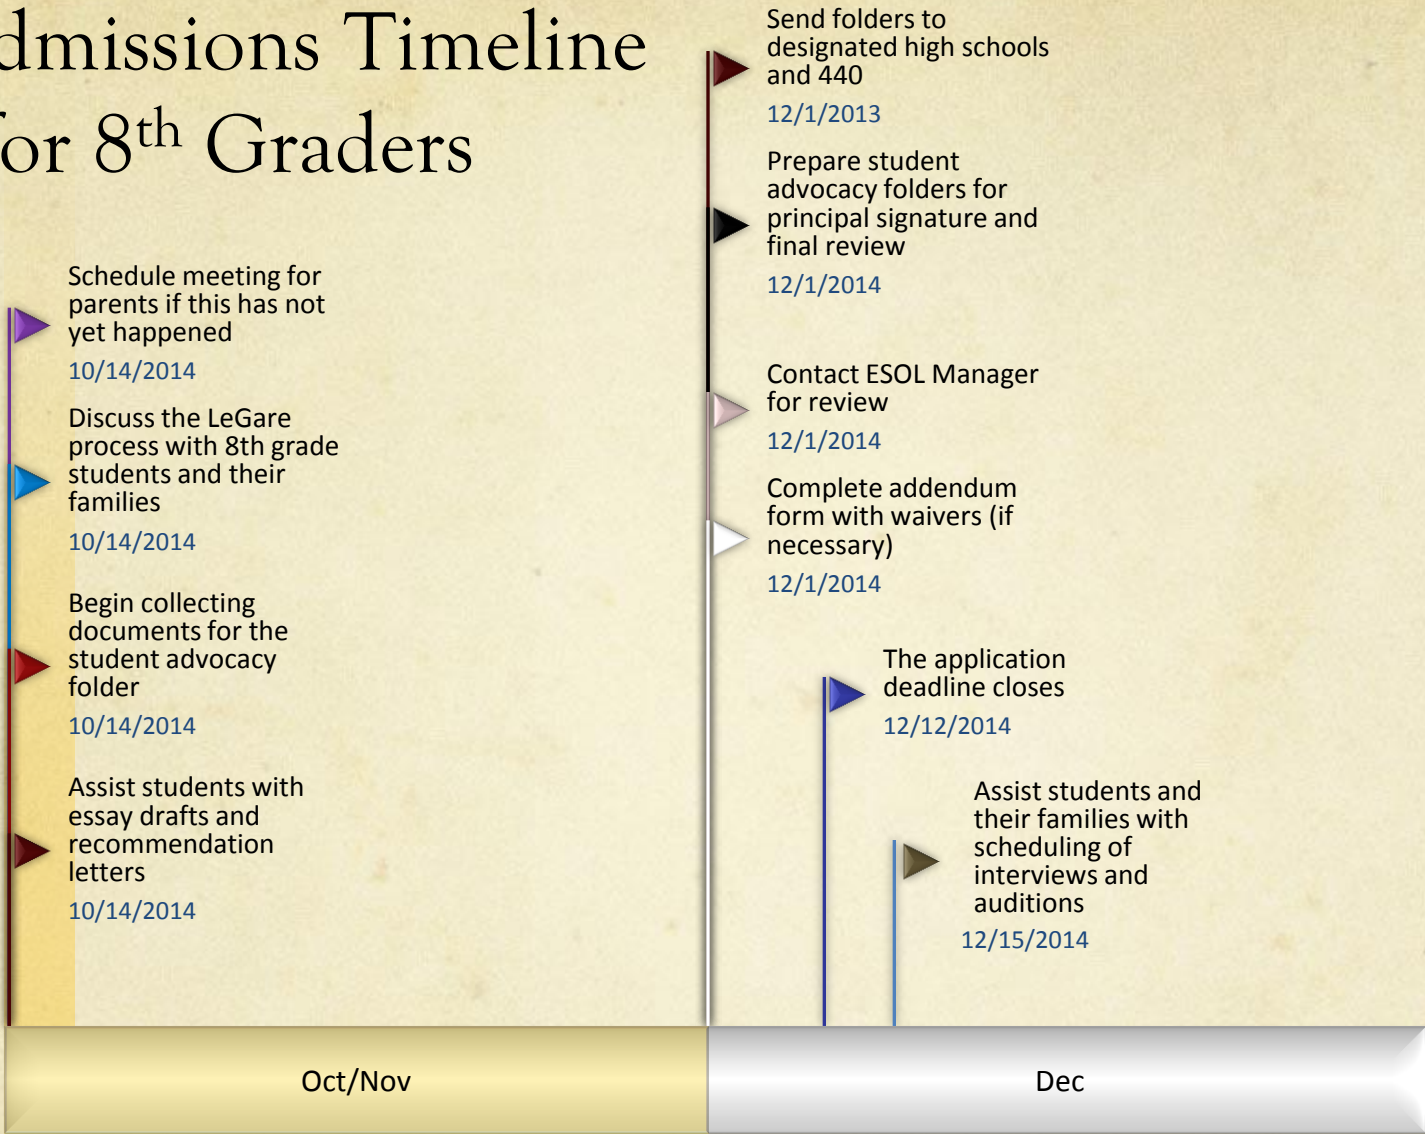 dmissions Timeline
or 8th Graders
Schedule meeting for
parents if this has not
yet happened
10/14/2014
Discuss the LeGare
process with 8th grade
students and their
families
10/14/2014
Begin collecting
documents for the
student advocacy
folder
10/14/2014
Assist students with
essay drafts and
recommendation
letters
10/14/2014
Send folders to
designated high schools
and 440
12/1/2013
Prepare student
advocacy folders for
principal signature and
final review
12/1/2014
Contact ESOL Manager
for review
12/1/2014
Complete addendum
form with waivers (if
necessary)
12/1/2014
The application
deadline closes
12/12/2014
Assist students and
their families with
scheduling of
interviews and
auditions
12/15/2014
Oct/Nov
Dec